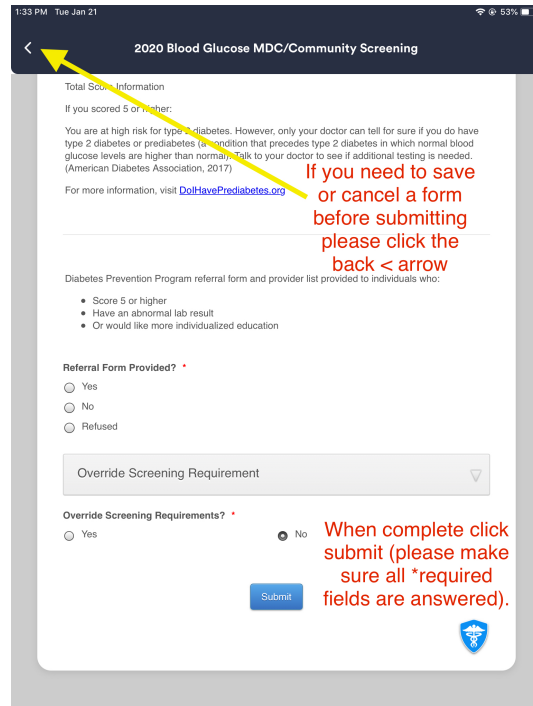 1:33 PM Tue Jan 21
53%
2020 Blood Glucose MDC/Community Screening
Total Score Information
If you scored 5 or higher:
You are at high risk for type 2 diabetes. However, only your doctor can tell for sure if you do have
type 2 diabetes or prediabetes (a condition that precedes type 2 diabetes in which normal blood
glucose levels are higher than normal). Talk to your doctor to see if additional testing is needed.
(American Diabetes Association, 2017)
For more information, visit DoIHavePrediabetes.org
If you need to save
or cancel a form
before submitting
please click the
back < arrow
Diabetes Prevention Program referral form and provider list provided to individuals who:
Score 5 or higher
Have an abnormal lab result
Or would like more individualized education
Referral Form Provided? *
Yes
No
Refused
Override Screening Requirement
Override Screening Requirements? *
Yes
No
When complete click
submit (please make
sure all *required
fields are answered).
Submit